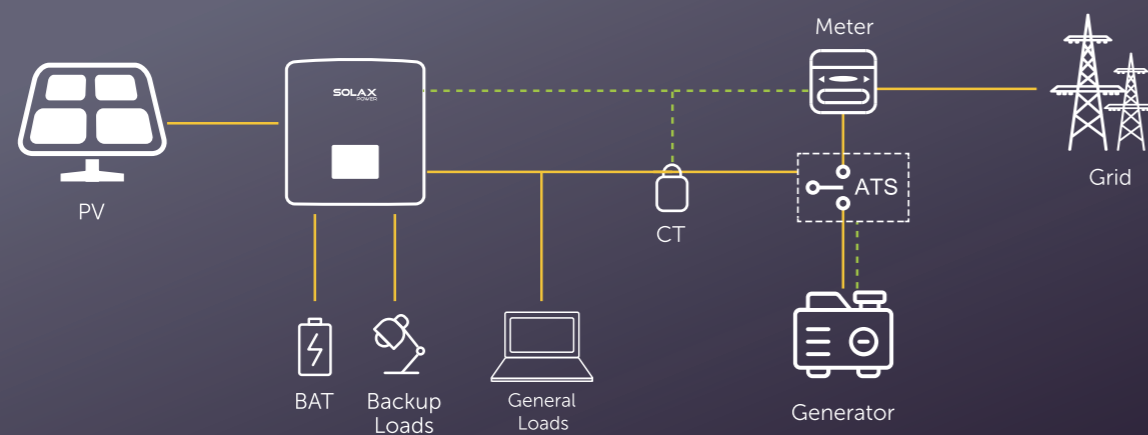 Meter
SOLAX
POWER
PV
ATS
Grid
CT
BAT
Backup
Loads
General
Loads
Generator